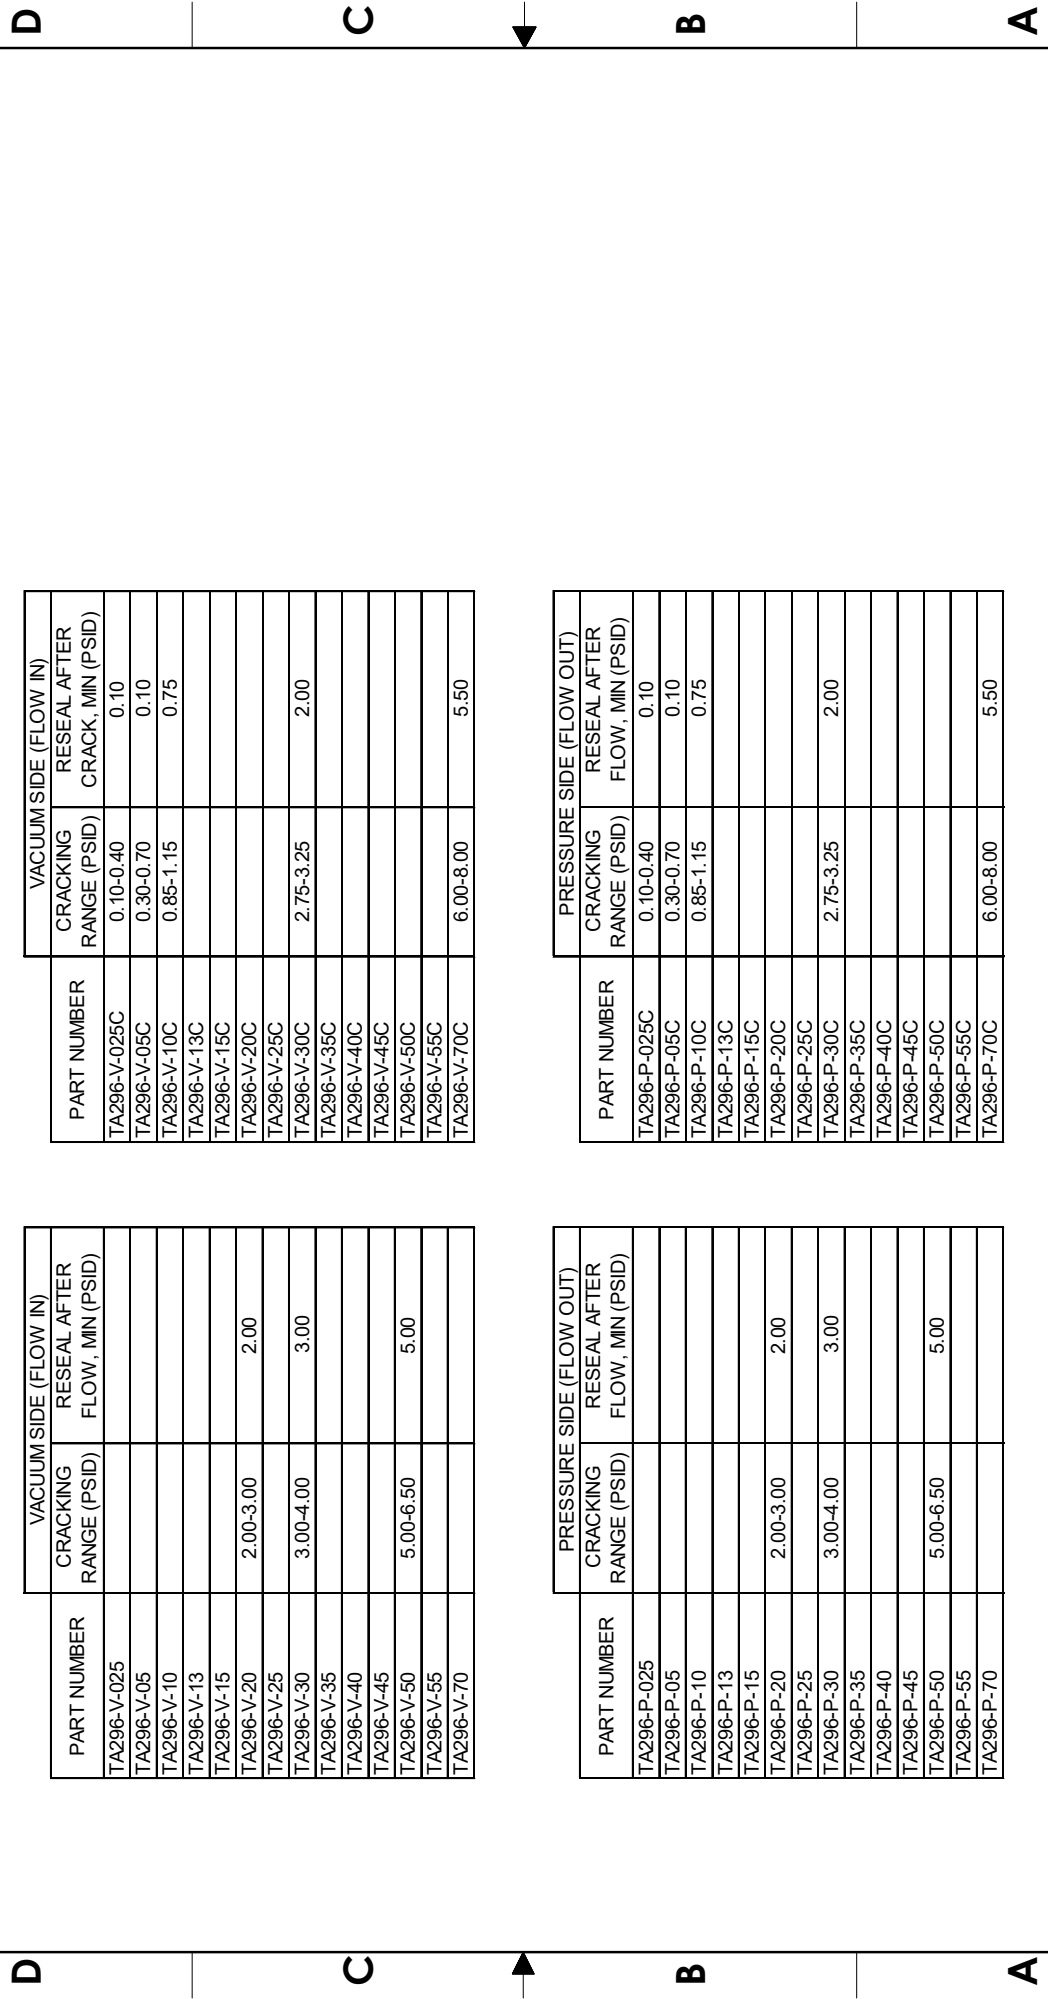 D
C
B
A
VACUUM SIDE (FLOW IN)
PART NUMBER CRACKING RANGE (PSID) RESEAL AFTER FLOW, MIN (PSID)
TA296-V-025
TA296-V-05
TA296-V-10
TA296-V-13
TA296-V-15
TA296-V-20 2.00-3.00 2.00
TA296-V-25
TA296-V-30 3.00-4.00 3.00
TA296-V-35
TA296-V-40
TA296-V-45
TA296-V-50 5.00-6.50 5.00
TA296-V-55
TA296-V-70
VACUUM SIDE (FLOW IN)
PART NUMBER CRACKING RANGE (PSID) RESEAL AFTER CRACK, MIN (PSID)
TA296-V-025C 0.10-0.40 0.10
TA296-V-05C 0.30-0.70 0.10
TA296-V-10C 0.85-1.15 0.75
TA296-V-13C
TA296-V-15C
TA296-V-20C
TA296-V-25C
TA296-V-30C 2.75-3.25 2.00
TA296-V-35C
TA296-V-40C
TA296-V-45C
TA296-V-50C
TA296-V-55C
TA296-V-70C 6.00-8.00 5.50
PRESSURE SIDE (FLOW OUT)
PART NUMBER CRACKING RANGE (PSID) RESEAL AFTER FLOW, MIN (PSID)
TA296-P-025
TA296-P-05
TA296-P-10
TA296-P-13
TA296-P-15
TA296-P-20 2.00-3.00 2.00
TA296-P-25
TA296-P-30 3.00-4.00 3.00
TA296-P-35
TA296-P-40
TA296-P-45
TA296-P-50 5.00-6.50 5.00
TA296-P-55
TA296-P-70
PRESSURE SIDE (FLOW OUT)
PART NUMBER CRACKING RANGE (PSID) RESEAL AFTER FLOW, MIN (PSID)
TA296-P-025C 0.10-0.40 0.10
TA296-P-05C 0.30-0.70 0.10
TA296-P-10C 0.85-1.15 0.75
TA296-P-13C
TA296-P-15C
TA296-P-20C
TA296-P-25C
TA296-P-30C 2.75-3.25 2.00
TA296-P-35C
TA296-P-40C
TA296-P-45C
TA296-P-50C
TA296-P-55C
TA296-P-70C 6.00-8.00 5.50
D
C
B
A